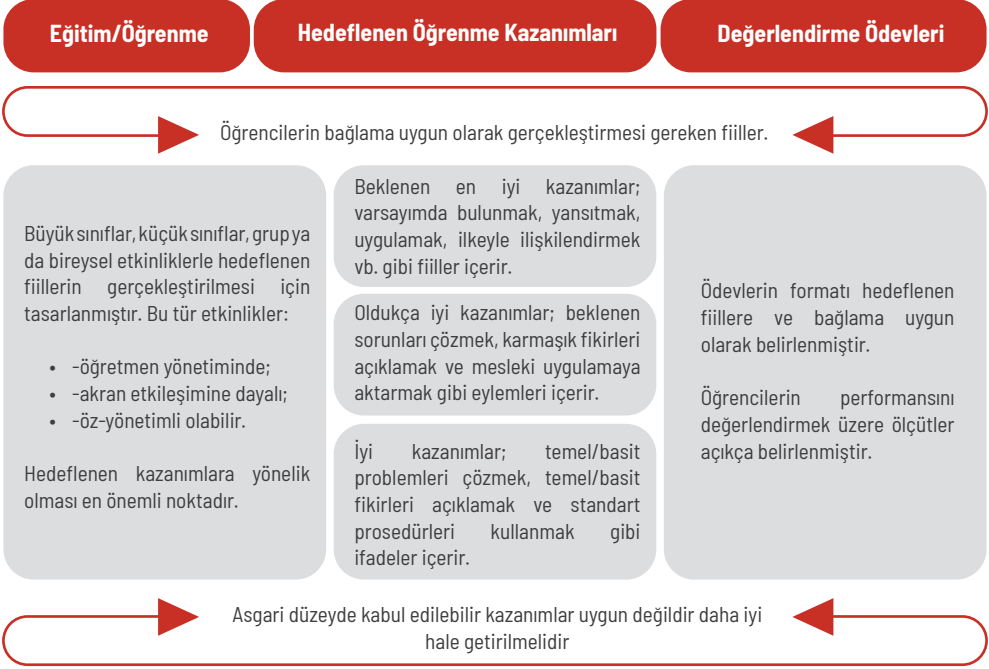 Eğitim/Öğrenme
Hedeflenen Öğrenme Kazanımları
Değerlendirme Ödevleri
Öğrencilerin bağlama uygun olarak gerçekleştirmesi gereken fiiller.
Büyük sınıflar, küçük sınıflar, grup ya
da bireysel etkinliklerle hedeflenen
fiillerin gerçekleştirilmesi için
tasarlanmıştır. Bu tür etkinlikler:
• -öğretmen yönetiminde;
• -akran etkileşimine dayalı;
• -öz-yönetimli olabilir.
Hedeflenen kazanımlara yönelik
olması en önemli noktadır.
Beklenen en iyi kazanımlar;
varsayımda bulunmak, yansıtmak,
uygulamak, ilkeyle ilişkilendirmek
vb. gibi fiiller içerir.
Oldukça iyi kazanımlar; beklenen
sorunları çözmek, karmaşık fikirleri
açıklamak ve mesleki uygulamaya
aktarmak gibi eylemleri içerir.
İyi kazanımlar; temel/basit
problemleri çözmek, temel/basit
fikirleri açıklamak ve standart
prosedürleri kullanmak gibi
ifadeler içerir.
Ödevlerin formatı hedeflenen
fiillere ve bağlama uygun
olarak belirlenmiştir.
Öğrencilerin performansını
değerlendirmek üzere ölçütler
açıkça belirlenmiştir.
Asgari düzeyde kabul edilebilir kazanımlar uygun değildir daha iyi
hale getirilmelidir